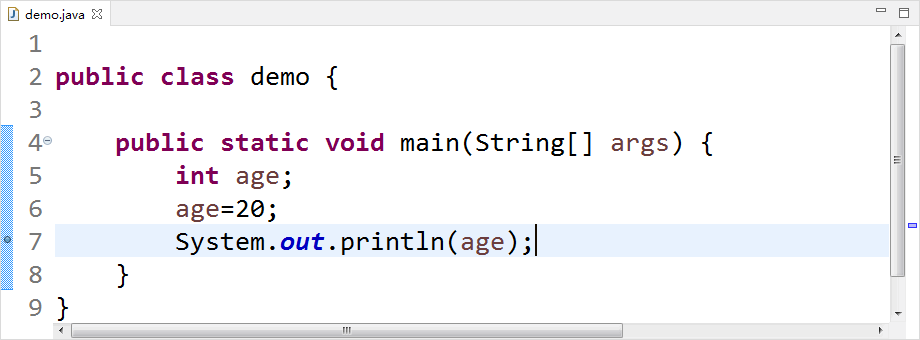 demo.java
1
2 public class demo {
3
4 public static void main(String[] args) {
5 int age;
6 age=20;
7 System.out.println(age);
8 }
9 }